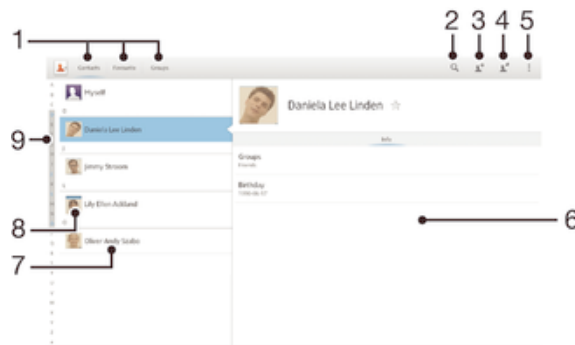 1
2 3 4 5
Contacts Favourites Groups
Myself
Daniela Lee Linden
Daniela Lee Linden
Info
9
Jimmy Stroom
Groups
Friends
Birthday
Lily Ellen Ackland
6
8
Oliver Andy Szabo
7